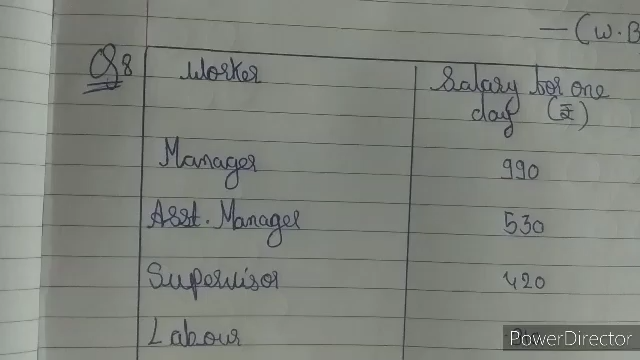 — (W.B
Q8 Worker Salary for one
day (₹)
Manager 990
Asst. Manager 530
Supervisor 420
Labour
PowerDirector